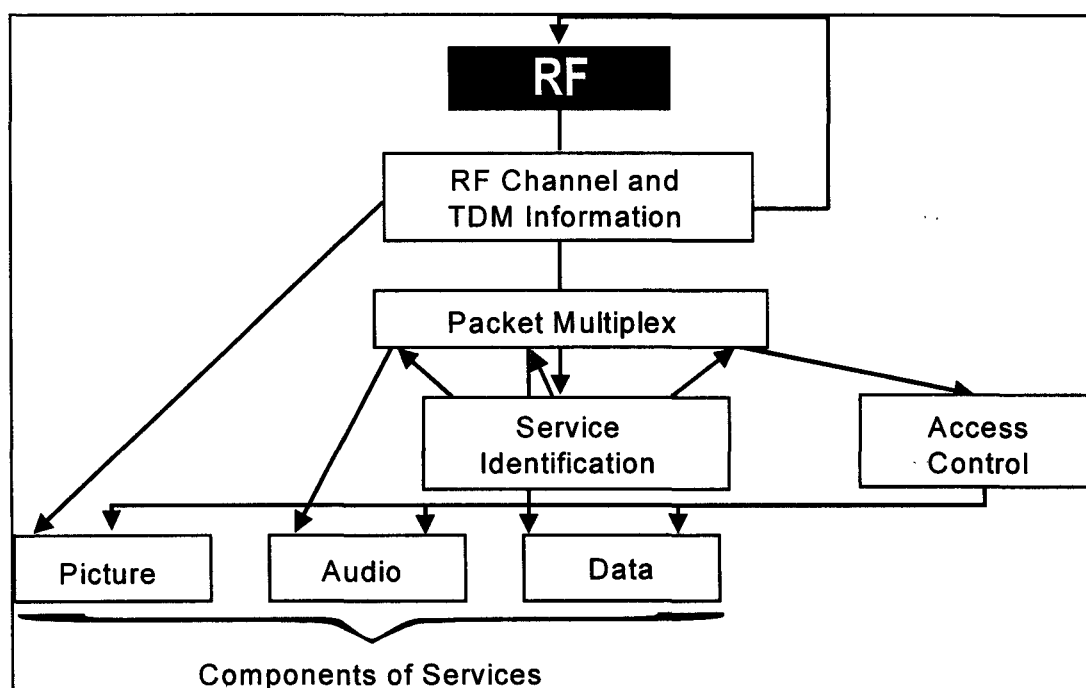 RF
RF Channel and
TDM Information
Packet Multiplex
Service
Identification
Access
Control
Picture
Audio
Data
Components of Services